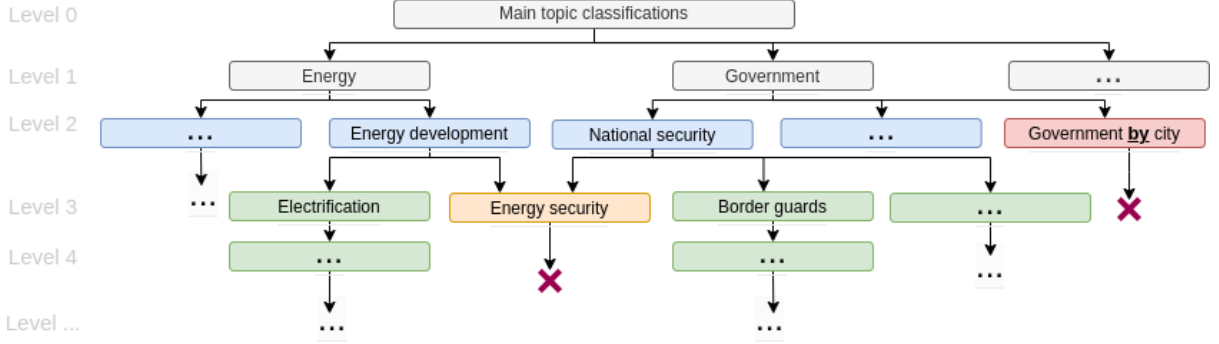 Level 0
Main topic classifications
Level 1
Energy
Government
...
Level 2
...
Energy development
National security
...
Government by city
...
Level 3
Electrification
Energy security
Border guards
...
Level 4
...
...
...
Level ...
...
...